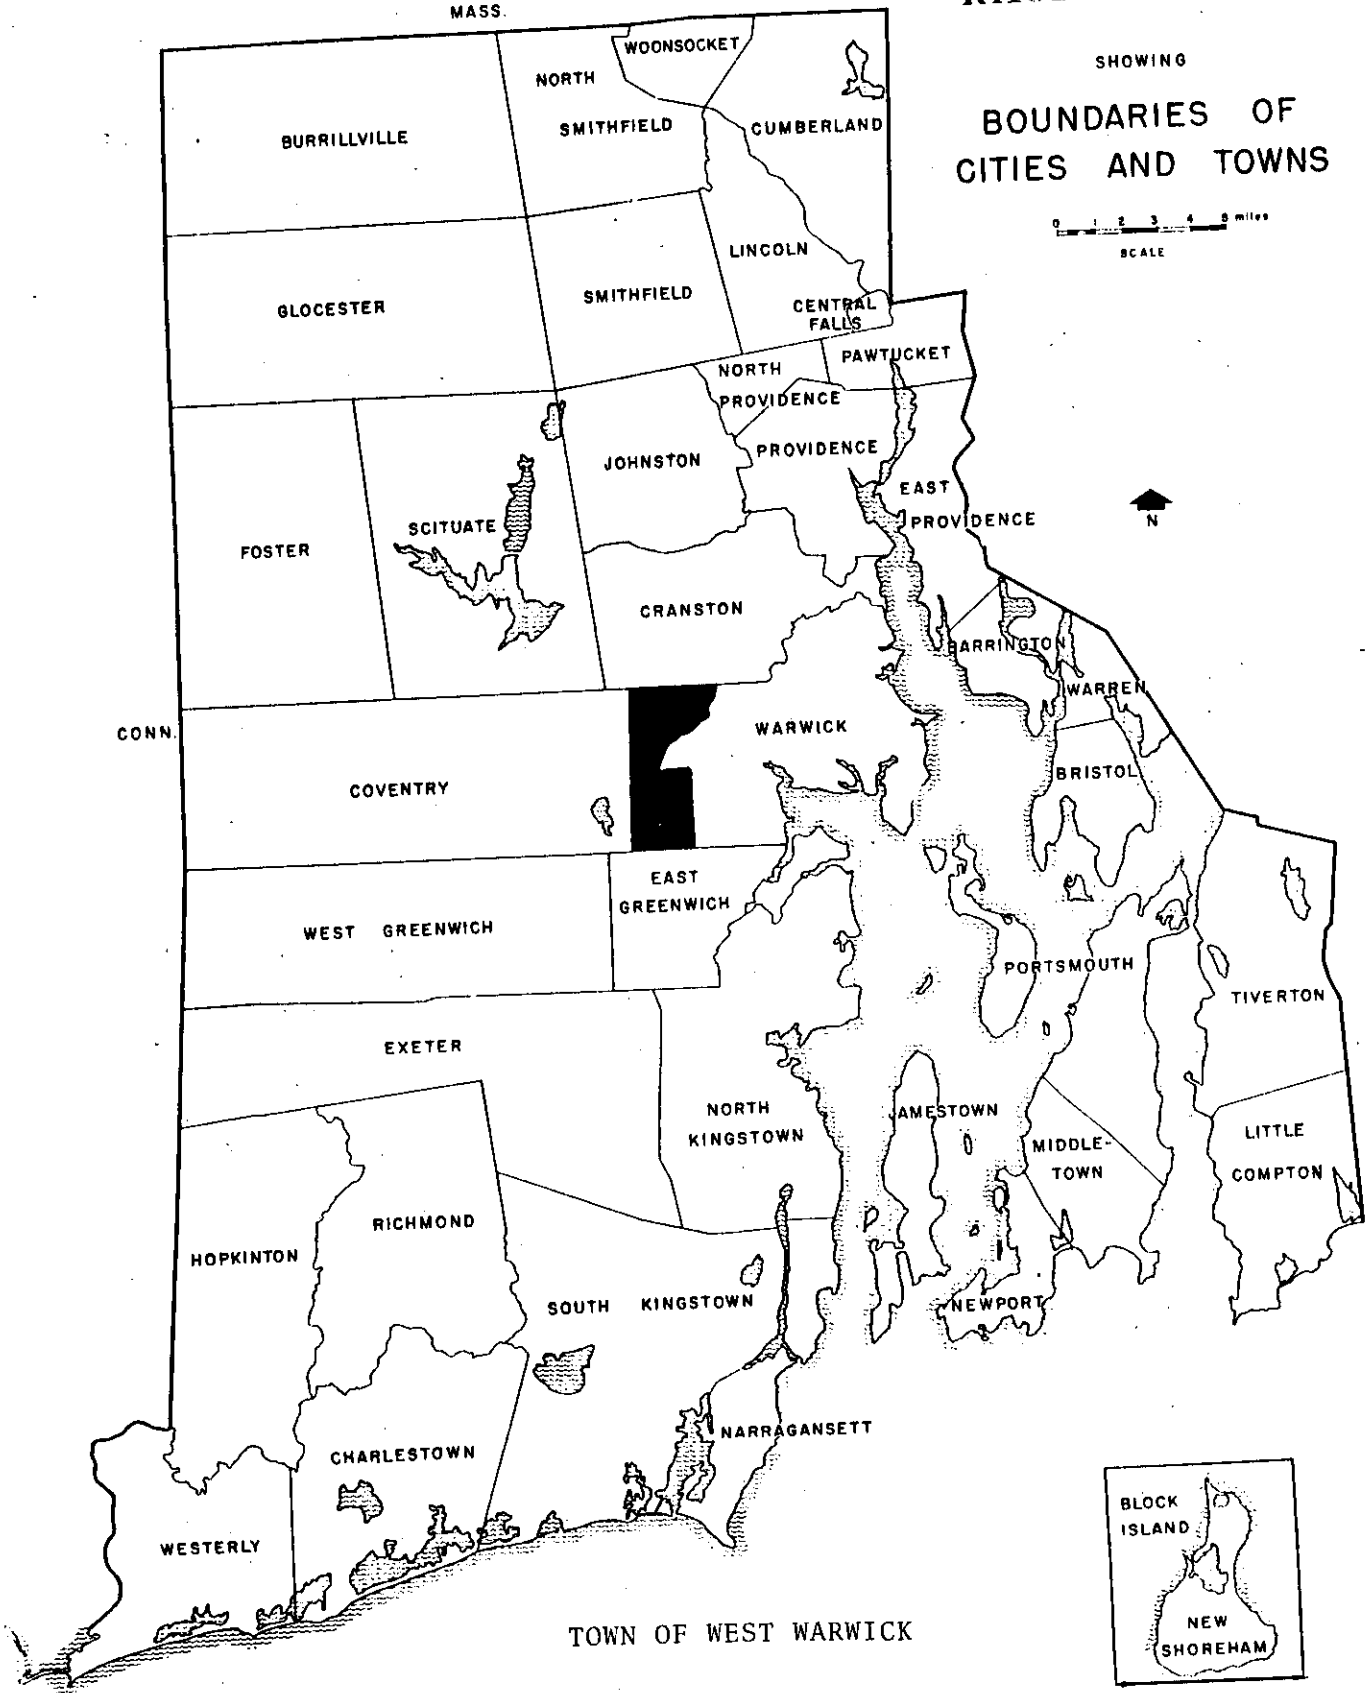 MASS.
SHOWING
BOUNDARIES OF
CITIES AND TOWNS
0 1 2 3 4 5 miles
SCALE
WOONSOCKET
NORTH
SMITHFIELD
CUMBERLAND
BURRILLVILLE
LINCOLN
SMITHFIELD
GLOCESTER
CENTRAL
FALLS
PAWTUCKET
NORTH
PROVIDENCE
PROVIDENCE
JOHNSTON
EAST
PROVIDENCE
N
SCITUATE
FOSTER
CRANSTON
BARRINGTON
WARREN
CONN.
WARWICK
BRISTOL
COVENTRY
EAST
GREENWICH
WEST GREENWICH
PORTSMOUTH
TIVERTON
EXETER
NORTH
KINGSTOWN
JAMESTOWN
MIDDLE-
TOWN
LITTLE
COMPTON
RICHMOND
HOPKINTON
SOUTH KINGSTOWN
NEWPORT
NARRAGANSETT
CHARLESTOWN
WESTERLY
BLOCK
ISLAND
NEW
SHOREHAM
TOWN OF WEST WARWICK